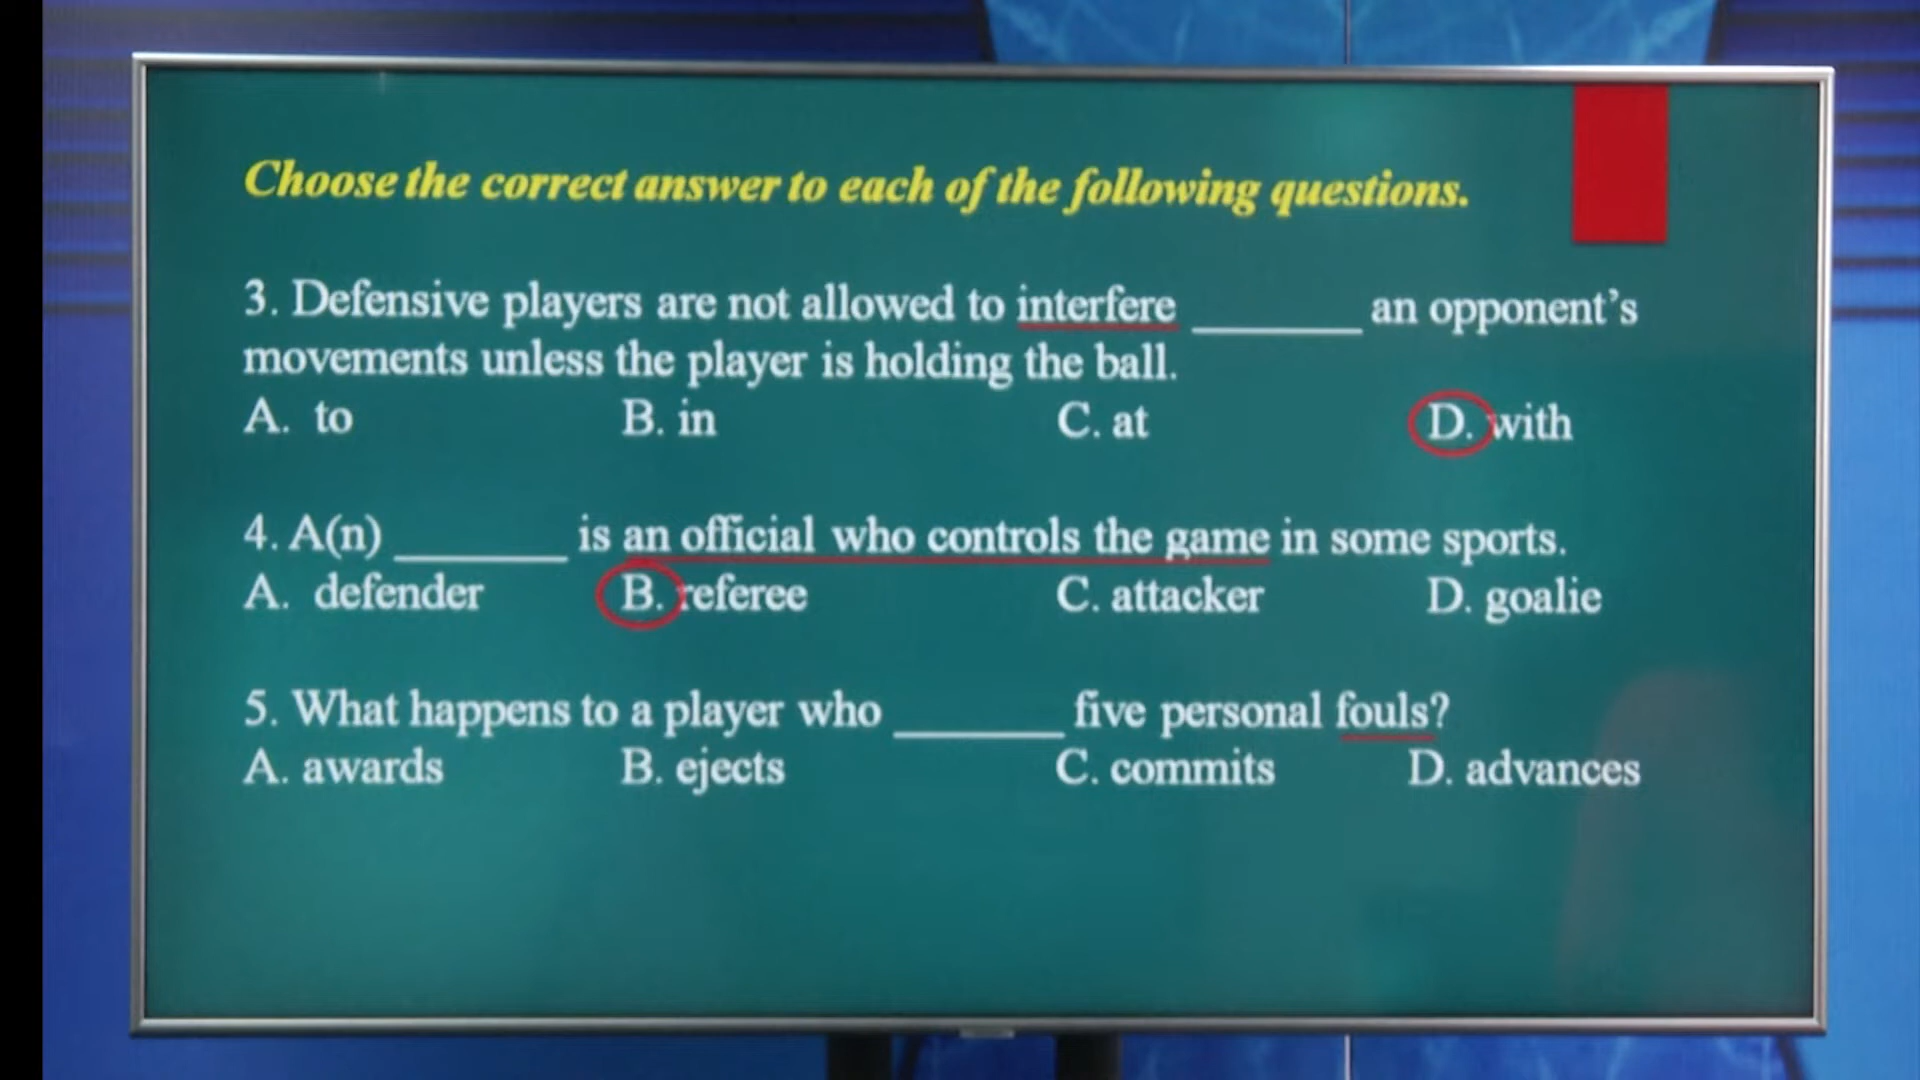 Choose the correct answer to each of the following questions.
3. Defensive players are not allowed to interfere ________ an opponent’s
movements unless the player is holding the ball.
A. to B. in C. at D. with
4. A(n) ________ is an official who controls the game in some sports.
A. defender B. referee C. attacker D. goalie
5. What happens to a player who ________ five personal fouls?
A. awards B. ejects C. commits D. advances